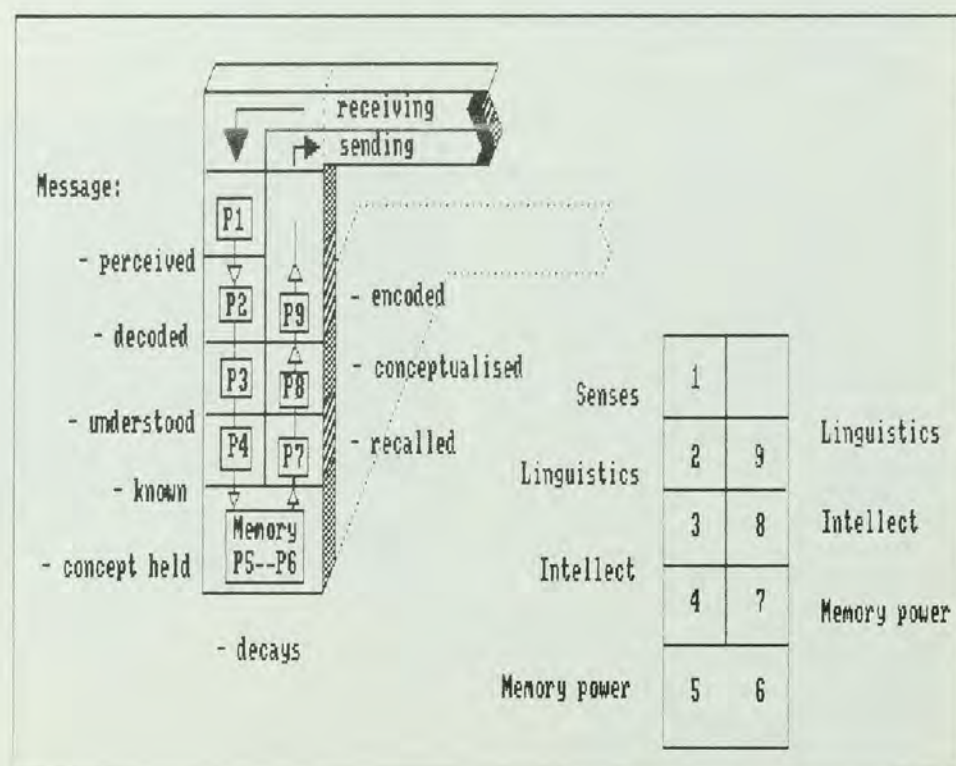 receiving
sending
Message:
P1
- perceived
P2
P9
- encoded
- decoded
P3
P8
- conceptualised
- understood
P4
P7
- recalled
- known
Memory
P5--P6
- concept held
- decays
Senses
1
Linguistics
2
9
Linguistics
3
8
Intellect
Intellect
4
7
Memory power
Memory power
5
6